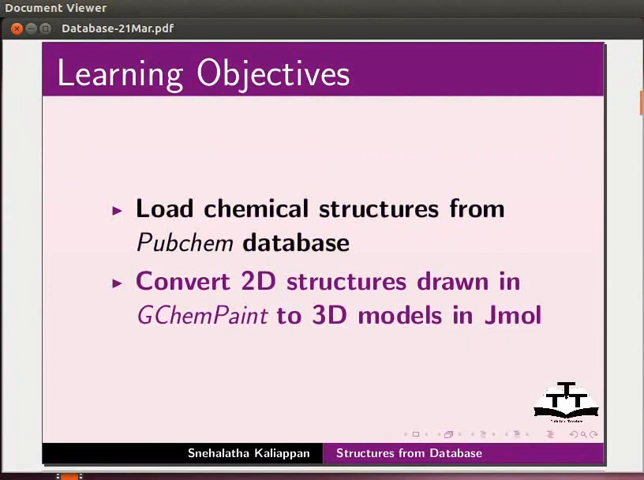 Document Viewer
Database-21Mar.pdf
Learning Objectives
Load chemical structures from
Pubchem database
Convert 2D structures drawn in
GChemPaint to 3D models in Jmol
Snehalatha Kaliappan
Structures from Database